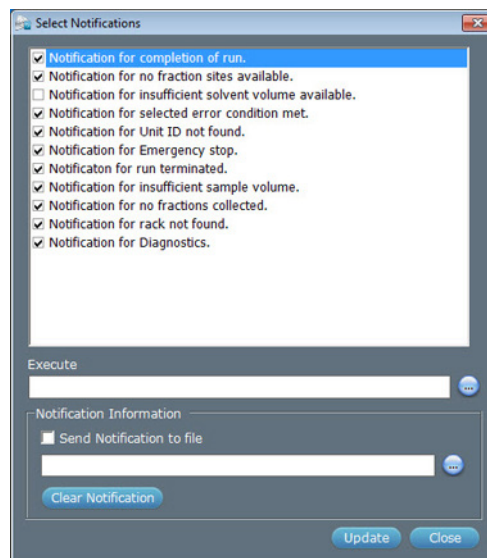 Select Notifications
Notification for completion of run.
Notification for no fraction sites available.
Notification for insufficient solvent volume available.
Notification for selected error condition met.
Notification for Unit ID not found.
Notification for Emergency stop.
Notificaton for run terminated.
Notification for insufficient sample volume.
Notification for no fractions collected.
Notification for rack not found.
Notification for Diagnostics.
Execute
...
Notification Information
Send Notification to file
...
Clear Notification
Update Close